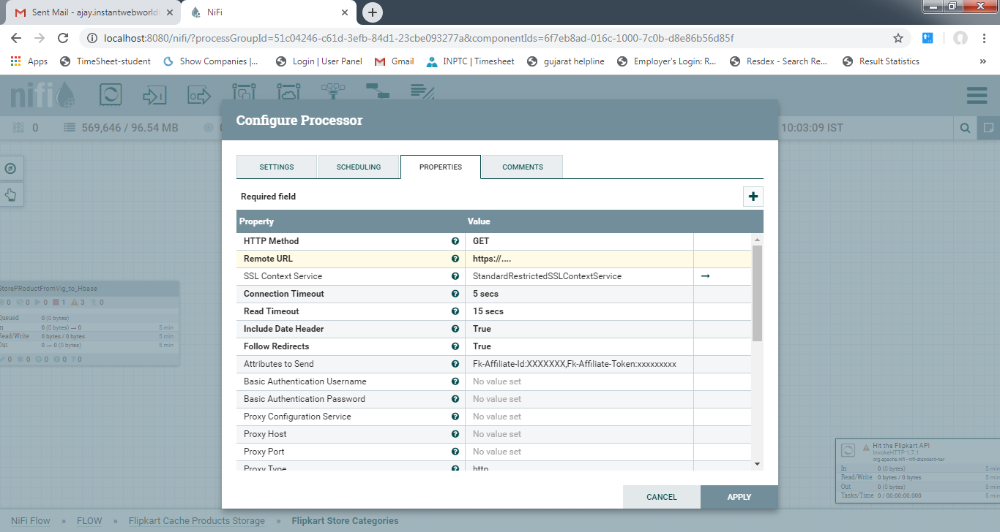 Sent Mail - ajay.instantwebworld
NiFi
localhost:8080/nifi/?processGroupId=51c04246-c61d-3efb-84d1-23cbe093277a&componentIds=6f7eb8ad-016c-1000-7c0b-d8e86b56d85f
Apps TimeSheet-student Show Companies |... Login | User Panel Gmail INPTC | Timesheet gujarat helpline Employer's Login: R... Resdex - Search Re... Result Statistics »
nifi
0 569,646 / 96.54 MB 10:03:09 IST
Configure Processor
SETTINGS SCHEDULING PROPERTIES COMMENTS
Required field
Property Value
HTTP Method GET
Remote URL https://....
SSL Context Service StandardRestrictedSSLContextService
Connection Timeout 5 secs
Read Timeout 15 secs
Include Date Header True
Follow Redirects True
Attributes to Send Fk-Affiliate-Id:XXXXXXX,Fk-Affiliate-Token:xxxxxxxxx
Basic Authentication Username No value set
Basic Authentication Password No value set
Proxy Configuration Service No value set
Proxy Host No value set
Proxy Port No value set
Proxy Type http
CANCEL APPLY
StorePRoductFromVig_to_Hbase
0 0 0 1 3 0
Queued 0 (0 bytes)
In 0 (0 bytes) → 0 5 min
Read/Write 0 bytes / 0 bytes 5 min
Out 0 → 0 (0 bytes) 5 min
0 0 0 0 0
Hit the Flipkart API
InvokeHTTP 1.7.1
org.apache.nifi - nifi-standard-nar
In 0 (0 bytes) 5 min
Read/Write 0 bytes / 0 bytes 5 min
Out 0 (0 bytes) 5 min
Tasks/Time 0 / 00:00:00.000 5 min
NiFi Flow » FLOW » Flipkart Cache Products Storage » Flipkart Store Categories